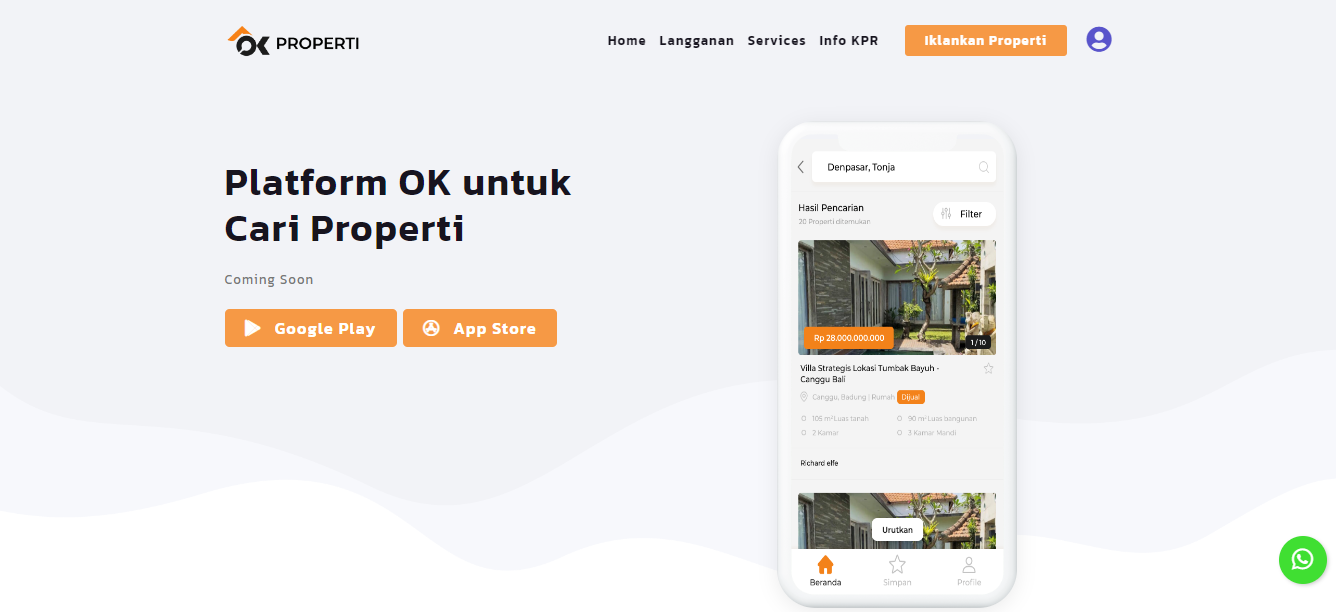 OK PROPERTI
Home Langganan Services Info KPR Iklankan Properti
Platform OK untuk
Cari Properti
Coming Soon
Google Play App Store
Denpasar, Tonja
Hasil Pencarian
20 Properti ditemukan
Filter
Rp 28.000.000.000
1/10
Villa Strategis Lokasi Tumbak Bayuh -
Canggu Bali
Canggu, Badung | Rumah Dijual
105 m² Luas tanah 90 m² Luas bangunan
2 Kamar 3 Kamar Mandi
Richard elfe
Urutkan
Beranda Simpan Profile